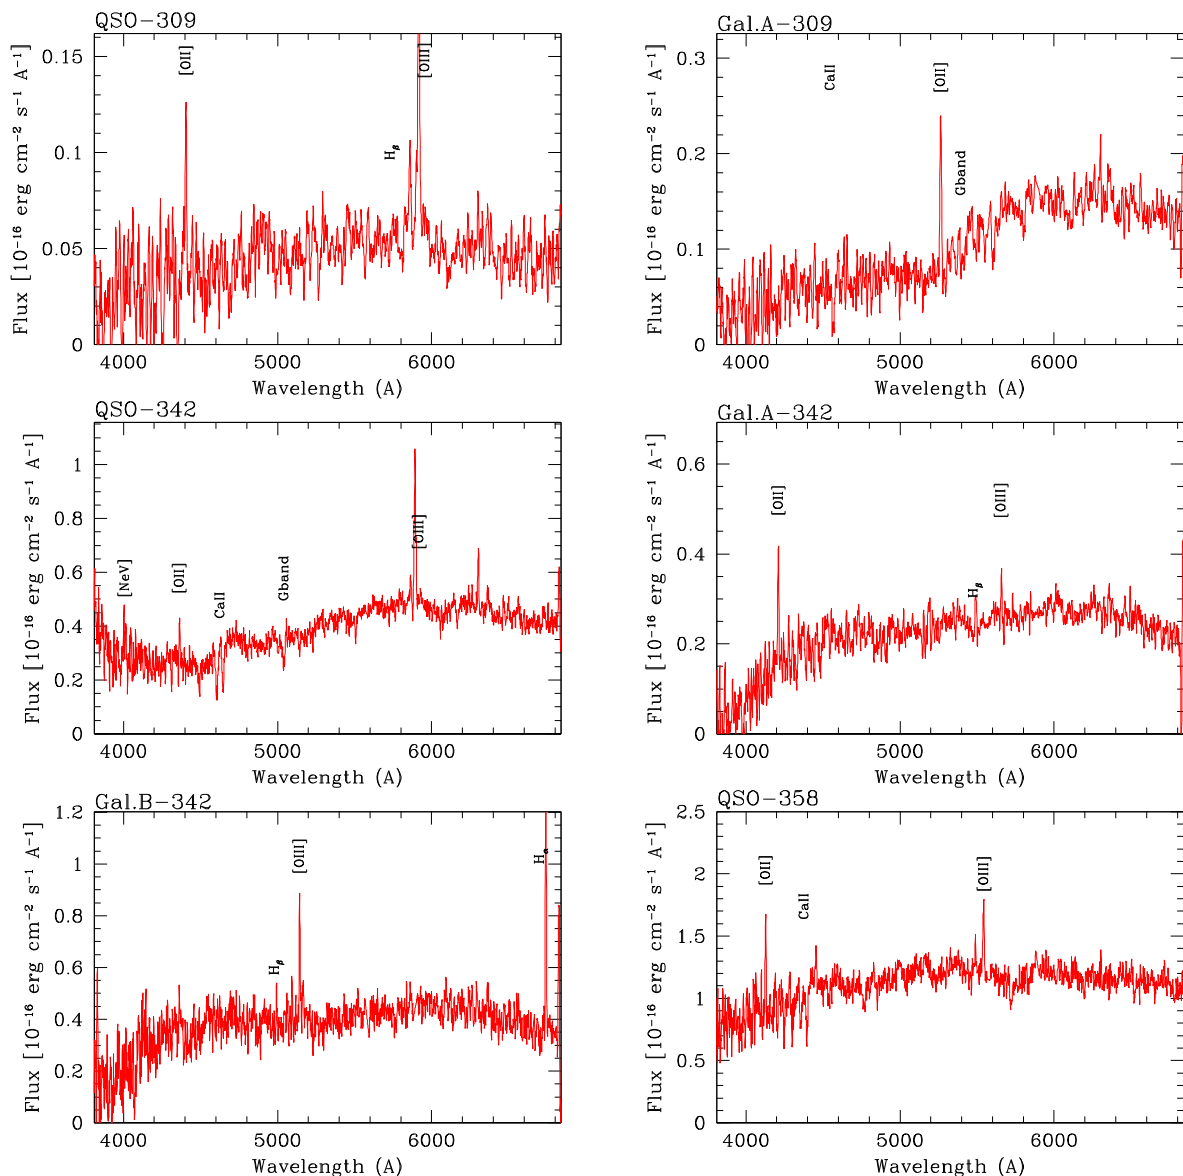 QSO-309
Flux [10⁻¹⁶ erg cm⁻² s⁻¹ A⁻¹]
0.15
0.1
0.05
0
[OII]
Hβ
[OIII]
4000 5000 6000
Wavelength (A)
Gal.A-309
Flux [10⁻¹⁶ erg cm⁻² s⁻¹ A⁻¹]
0.3
0.2
0.1
0
CaII
[OII]
Gband
4000 5000 6000
Wavelength (A)
QSO-342
Flux [10⁻¹⁶ erg cm⁻² s⁻¹ A⁻¹]
1
0.8
0.6
0.4
0.2
0
[NeV]
[OII]
CaII
Gband
[OIII]
4000 5000 6000
Wavelength (A)
Gal.A-342
Flux [10⁻¹⁶ erg cm⁻² s⁻¹ A⁻¹]
0.6
0.4
0.2
0
[OII]
Hβ
[OIII]
4000 5000 6000
Wavelength (A)
Gal.B-342
Flux [10⁻¹⁶ erg cm⁻² s⁻¹ A⁻¹]
1.2
1
0.8
0.6
0.4
0.2
0
Hβ
[OIII]
Hα
4000 5000 6000
Wavelength (A)
QSO-358
Flux [10⁻¹⁶ erg cm⁻² s⁻¹ A⁻¹]
2.5
2
1.5
1
0.5
0
[OII]
CaII
[OIII]
4000 5000 6000
Wavelength (A)